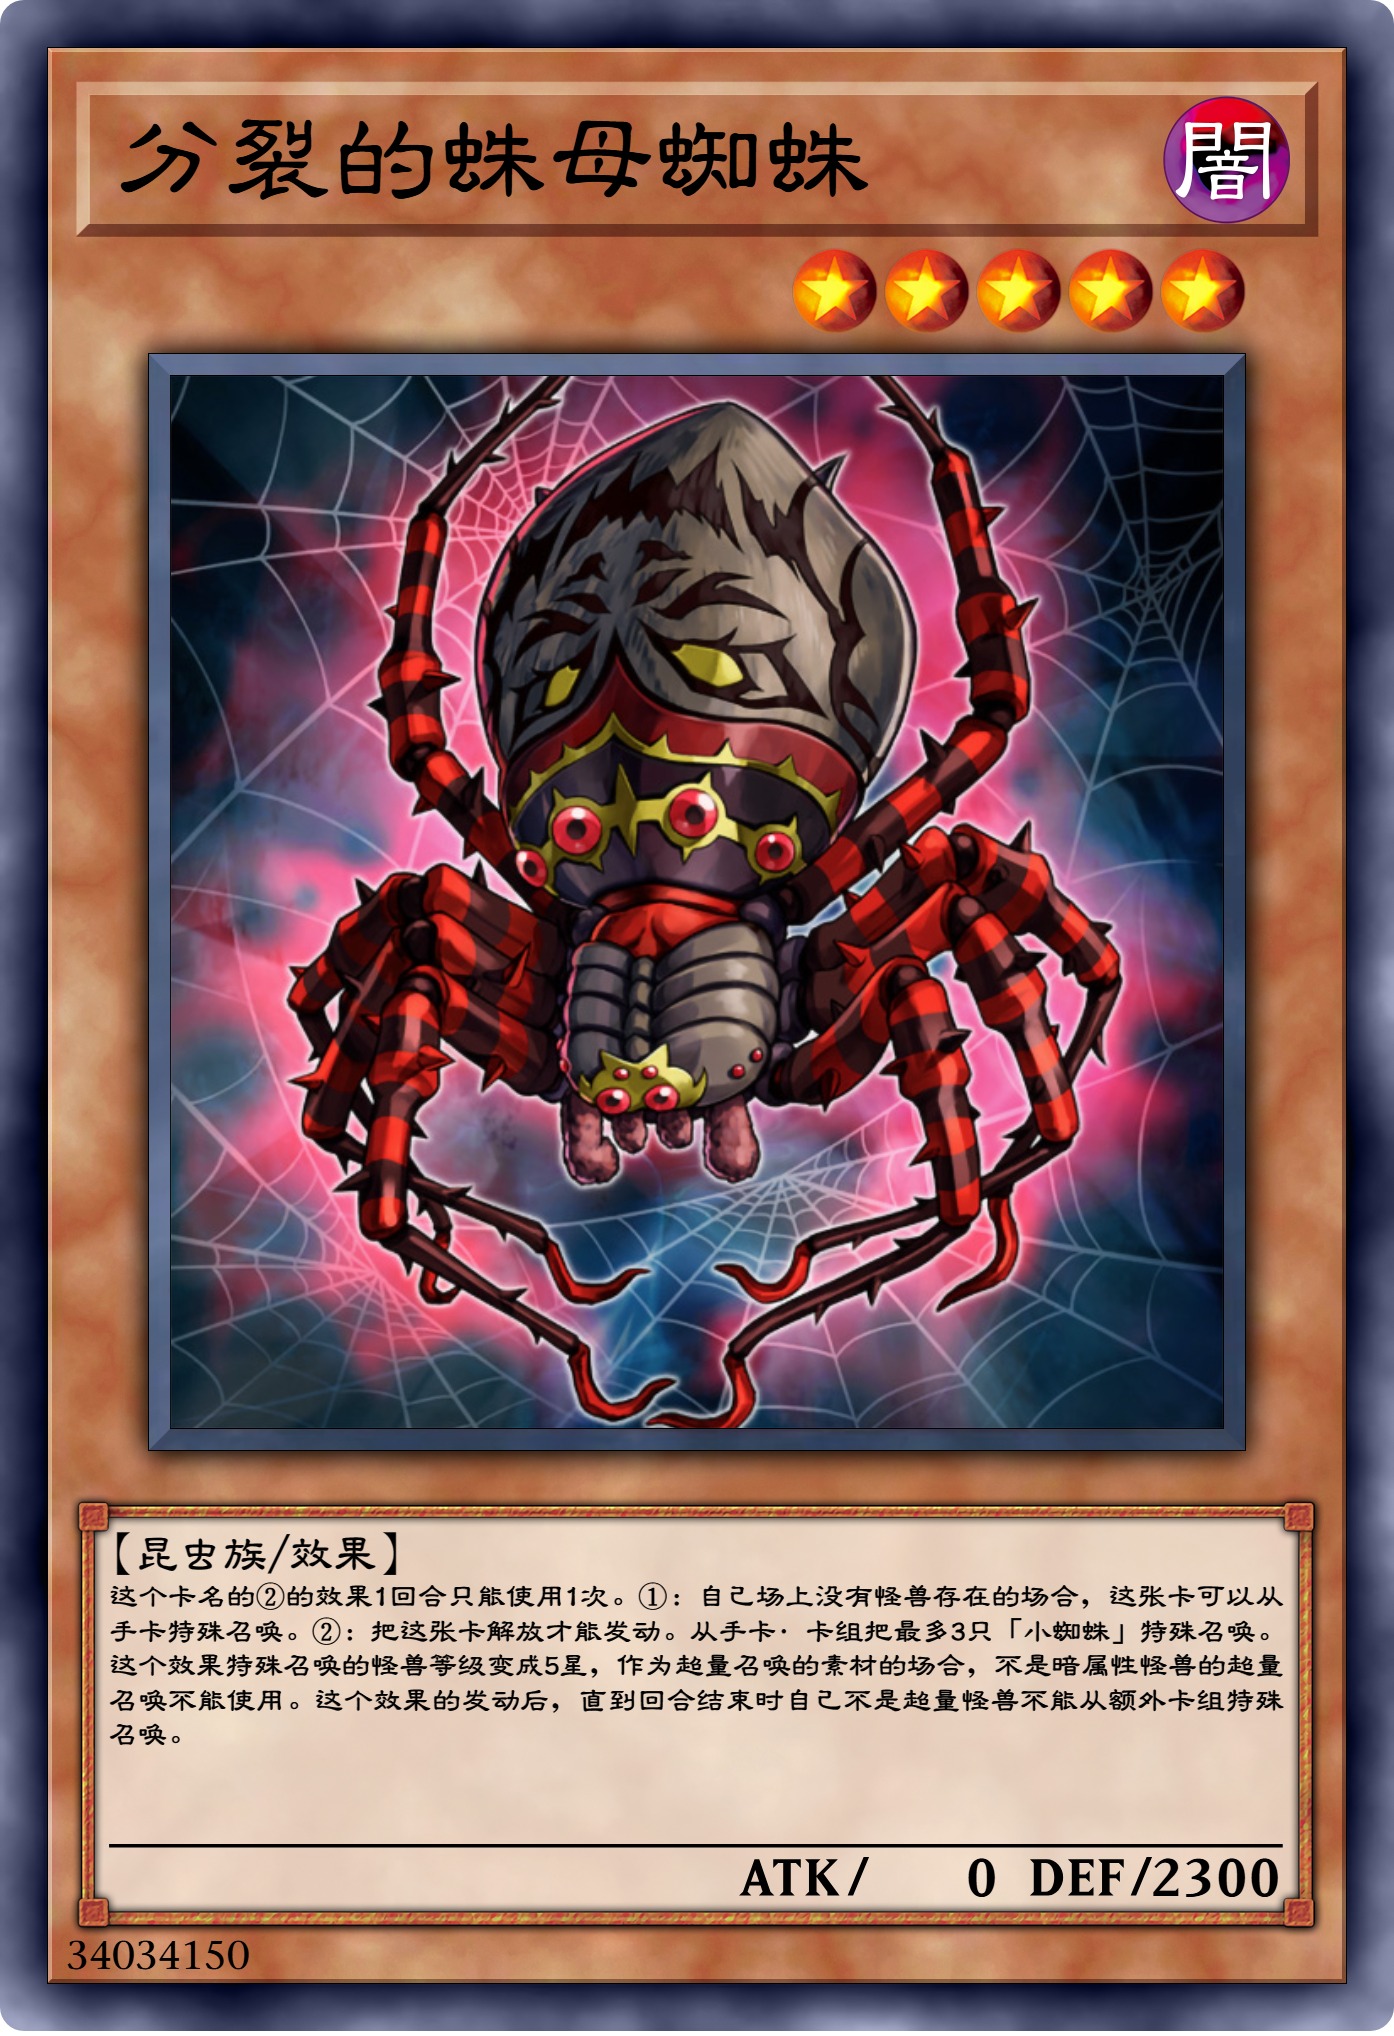 分裂的蛛母蜘蛛
闇
【昆虫族/效果】
这个卡名的②的效果1回合只能使用1次。①：自己场上没有怪兽存在的场合，这张卡可以从
手卡特殊召唤。②：把这张卡解放才能发动。从手卡·卡组把最多3只「小蜘蛛」特殊召唤。
这个效果特殊召唤的怪兽等级变成5星，作为超量召唤的素材的场合，不是暗属性怪兽的超量
召唤不能使用。这个效果的发动后，直到回合结束时自己不是超量怪兽不能从额外卡组特殊
召唤。
ATK/ 0 DEF/2300
34034150